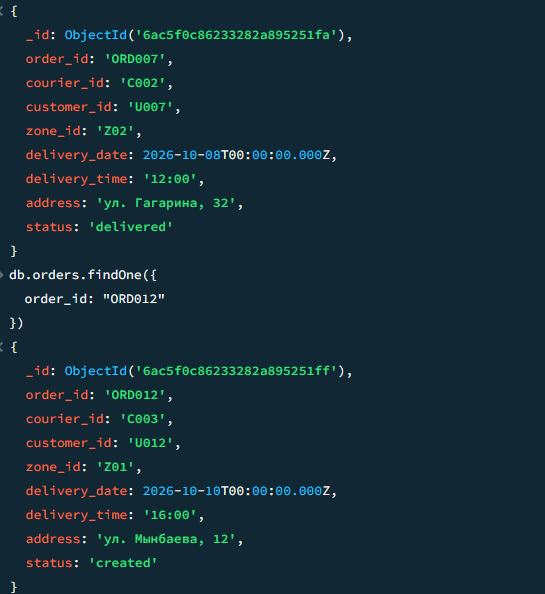 {
_id: ObjectId('6ac5f0c86233282a895251fa'),
order_id: 'ORD007',
courier_id: 'C002',
customer_id: 'U007',
zone_id: 'Z02',
delivery_date: 2026-10-08T00:00:00.000Z,
delivery_time: '12:00',
address: 'ул. Гагарина, 32',
status: 'delivered'
}
db.orders.findOne({
order_id: "ORD012"
})
{
_id: ObjectId('6ac5f0c86233282a895251ff'),
order_id: 'ORD012',
courier_id: 'C003',
customer_id: 'U012',
zone_id: 'Z01',
delivery_date: 2026-10-10T00:00:00.000Z,
delivery_time: '16:00',
address: 'ул. Мынбаева, 12',
status: 'created'
}